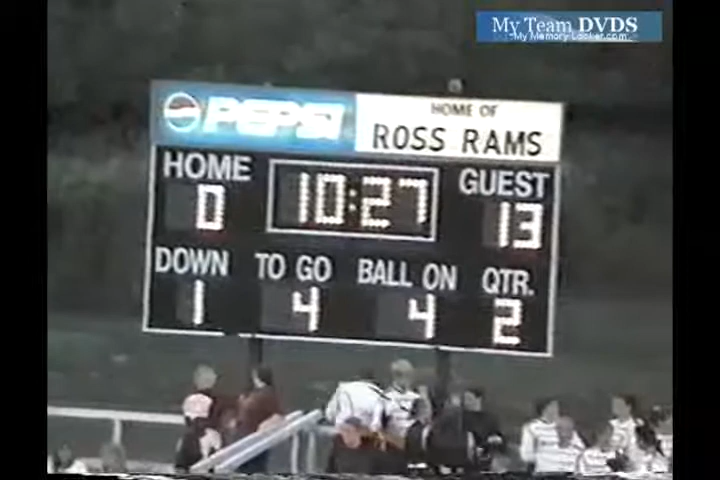 My Team DVDS
My Memory Locker.com
PEPSI
HOME OF
ROSS RAMS
HOME 10:27 GUEST
0 13
DOWN TO GO BALL ON QTR.
1 4 4 2